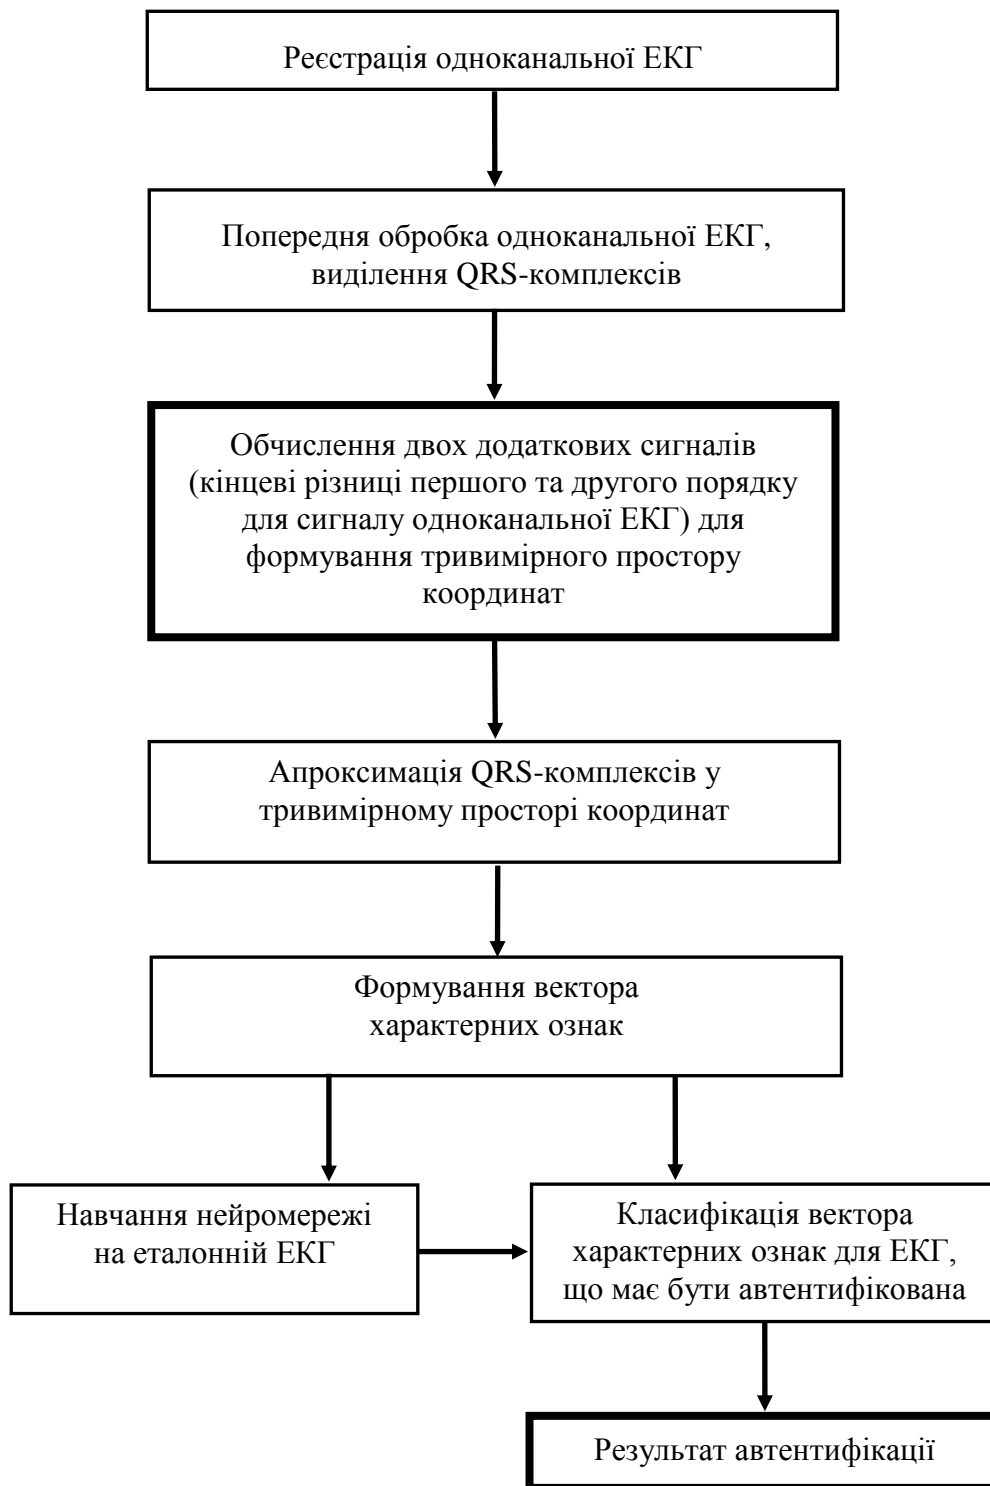 Реєстрація одноканальної ЕКГ
Попередня обробка одноканальної ЕКГ,
виділення QRS-комплексів
Обчислення двох додаткових сигналів
(кінцеві різниці першого та другого порядку
для сигналу одноканальної ЕКГ) для
формування тривимірного простору
координат
Апроксимація QRS-комплексів у
тривимірному просторі координат
Формування вектора
характерних ознак
Навчання нейромережі
на еталонній ЕКГ
Класифікація вектора
характерних ознак для ЕКГ,
що має бути автентифікована
Результат автентифікації